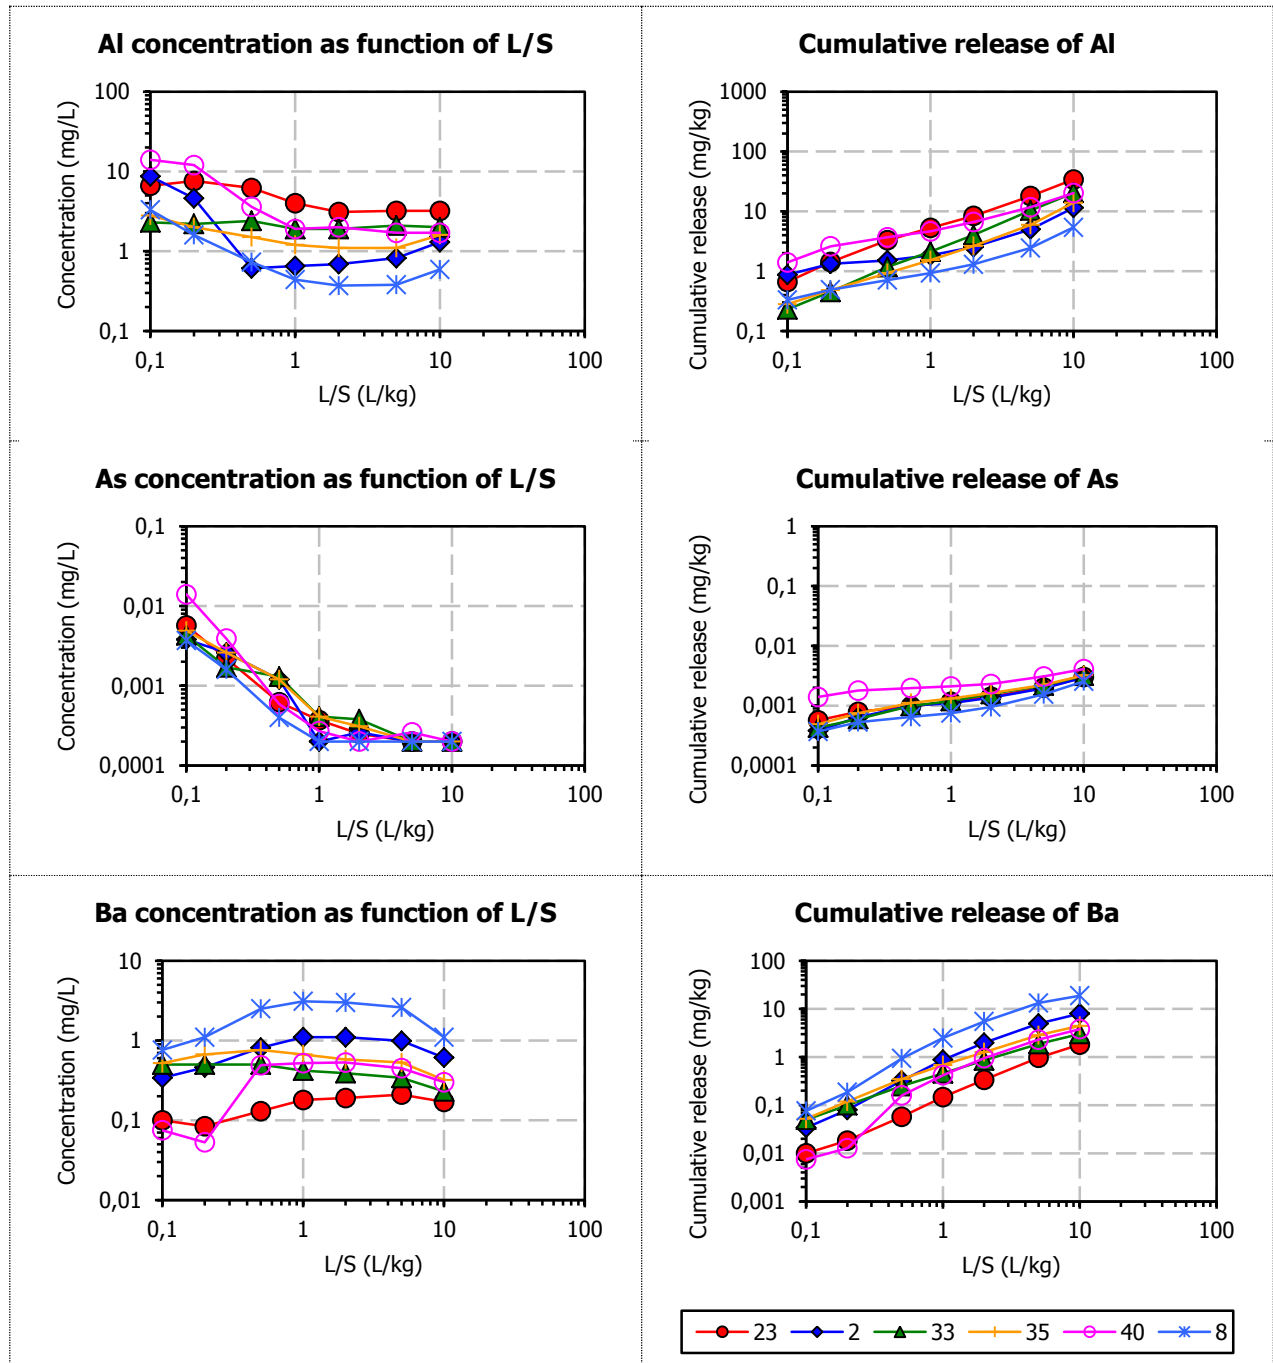 Al concentration as function of L/S
Concentration (mg/L)
100
10
1
0,1
0,1 1 10 100
L/S (L/kg)
Cumulative release of Al
Cumulative release (mg/kg)
1000
100
10
1
0,1
0,1 1 10 100
L/S (L/kg)
As concentration as function of L/S
Concentration (mg/L)
0,1
0,01
0,001
0,0001
0,1 1 10 100
L/S (L/kg)
Cumulative release of As
Cumulative release (mg/kg)
1
0,1
0,01
0,001
0,0001
0,1 1 10 100
L/S (L/kg)
Ba concentration as function of L/S
Concentration (mg/L)
10
1
0,1
0,01
0,1 1 10 100
L/S (L/kg)
Cumulative release of Ba
Cumulative release (mg/kg)
100
10
1
0,1
0,01
0,001
0,1 1 10 100
L/S (L/kg)
23 2 33 35 40 8